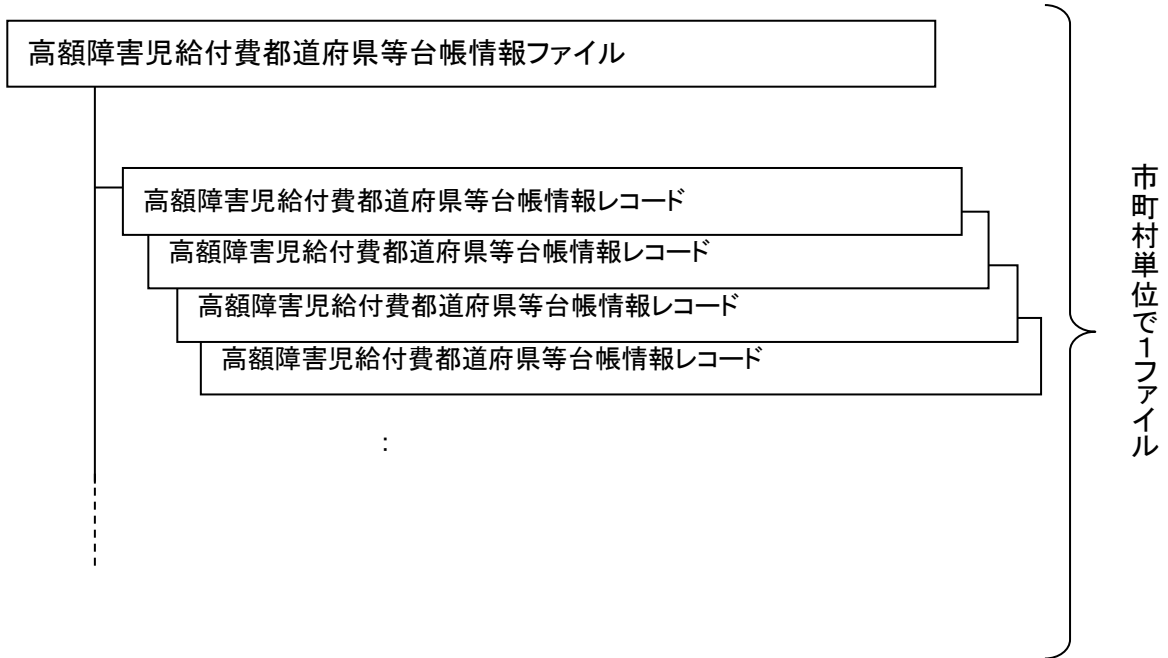 高額障害児給付費都道府県等台帳情報ファイル
高額障害児給付費都道府県等台帳情報レコード
高額障害児給付費都道府県等台帳情報レコード
高額障害児給付費都道府県等台帳情報レコード
高額障害児給付費都道府県等台帳情報レコード
:
市町村単位で1ファイル